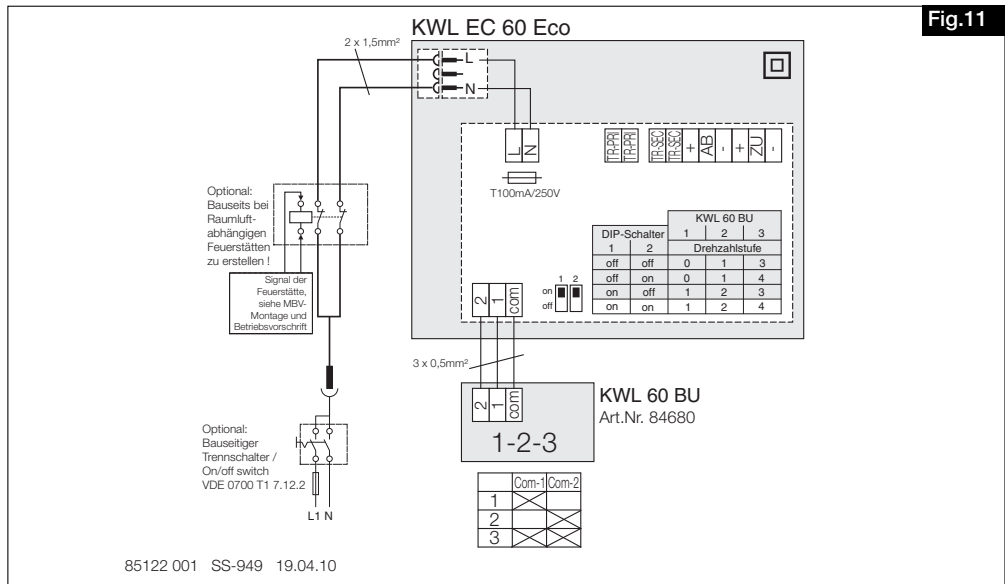 Fig.11
KWL EC 60 Eco
2 x 1,5mm²
L
N
L
N
T100mA/250V
TR-PRI
TR-PRI
TR-SEC
TR-SEC
+
AB
-
+
ZU
-
Optional:
Bauseits bei
Raumluft-
abhängigen
Feuerstätten
zu erstellen !
Signal der
Feuerstätte,
siehe MBV-
Montage und
Betriebsvorschrift
KWL 60 BU
DIP-Schalter 1 2 3
1 2 Drehzahlstufe
off off 0 1 3
off on 0 1 4
on off 1 2 3
on on 1 2 4
1 2
on
off
2 1 com
3 x 0,5mm²
2 1 com
1-2-3
KWL 60 BU
Art.Nr. 84680
Optional:
Bauseitiger
Trennschalter /
On/off switch
VDE 0700 T1 7.12.2
L1 N
Com-1 Com-2
1
2
3
85122 001 SS-949 19.04.10